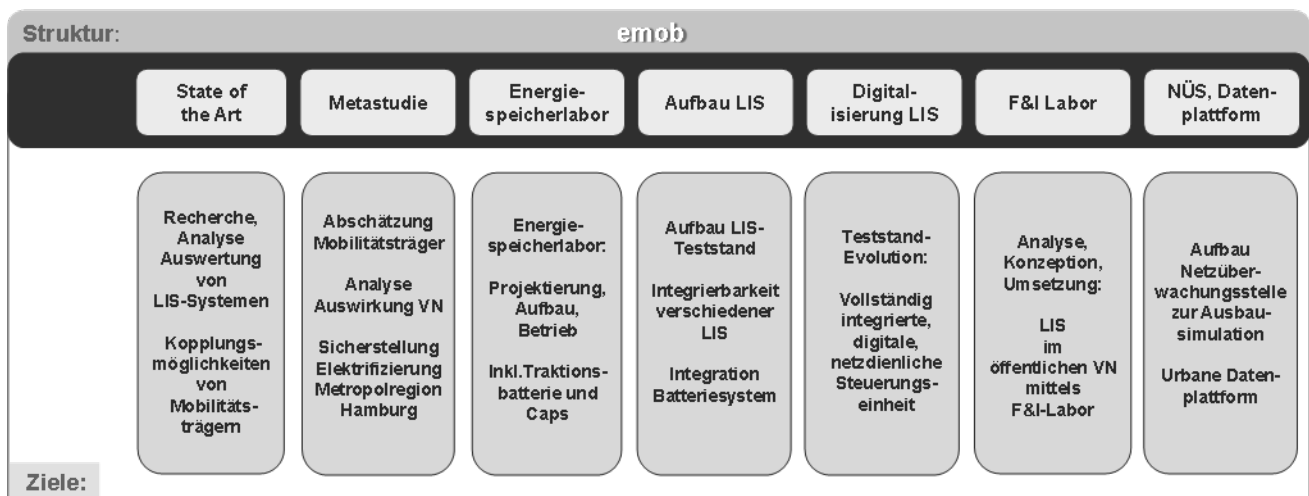 Struktur:
emob
State of
the Art
Metastudie
Energie-
speicherlabor
Aufbau LIS
Digital-
isierung LIS
F&I Labor
NÜS, Daten-
plattform
Recherche,
Analyse
Auswertung
von
LIS-Systemen
Kopplungs-
möglichkeiten
von
Mobilitäts-
trägern
Abschätzung
Mobilitätsträger
Analyse
Auswirkung VN
Sicherstellung
Elektrifizierung
Metropolregion
Hamburg
Energie-
speicherlabor:
Projektierung,
Aufbau,
Betrieb
Inkl.Traktions-
batterie und
Caps
Aufbau LIS-
Teststand
Integrierbarkeit
verschiedener
LIS
Integration
Batteriesystem
Teststand-
Evolution:
Vollständig
integrierte,
digitale,
netzdienliche
Steuerungs-
einheit
Analyse,
Konzeption,
Umsetzung:
LIS
im
öffentlichen VN
mittels
F&I-Labor
Aufbau
Netzüber-
wachungsstelle
zur Ausbau-
simulation
Urbane Daten-
plattform
Ziele: